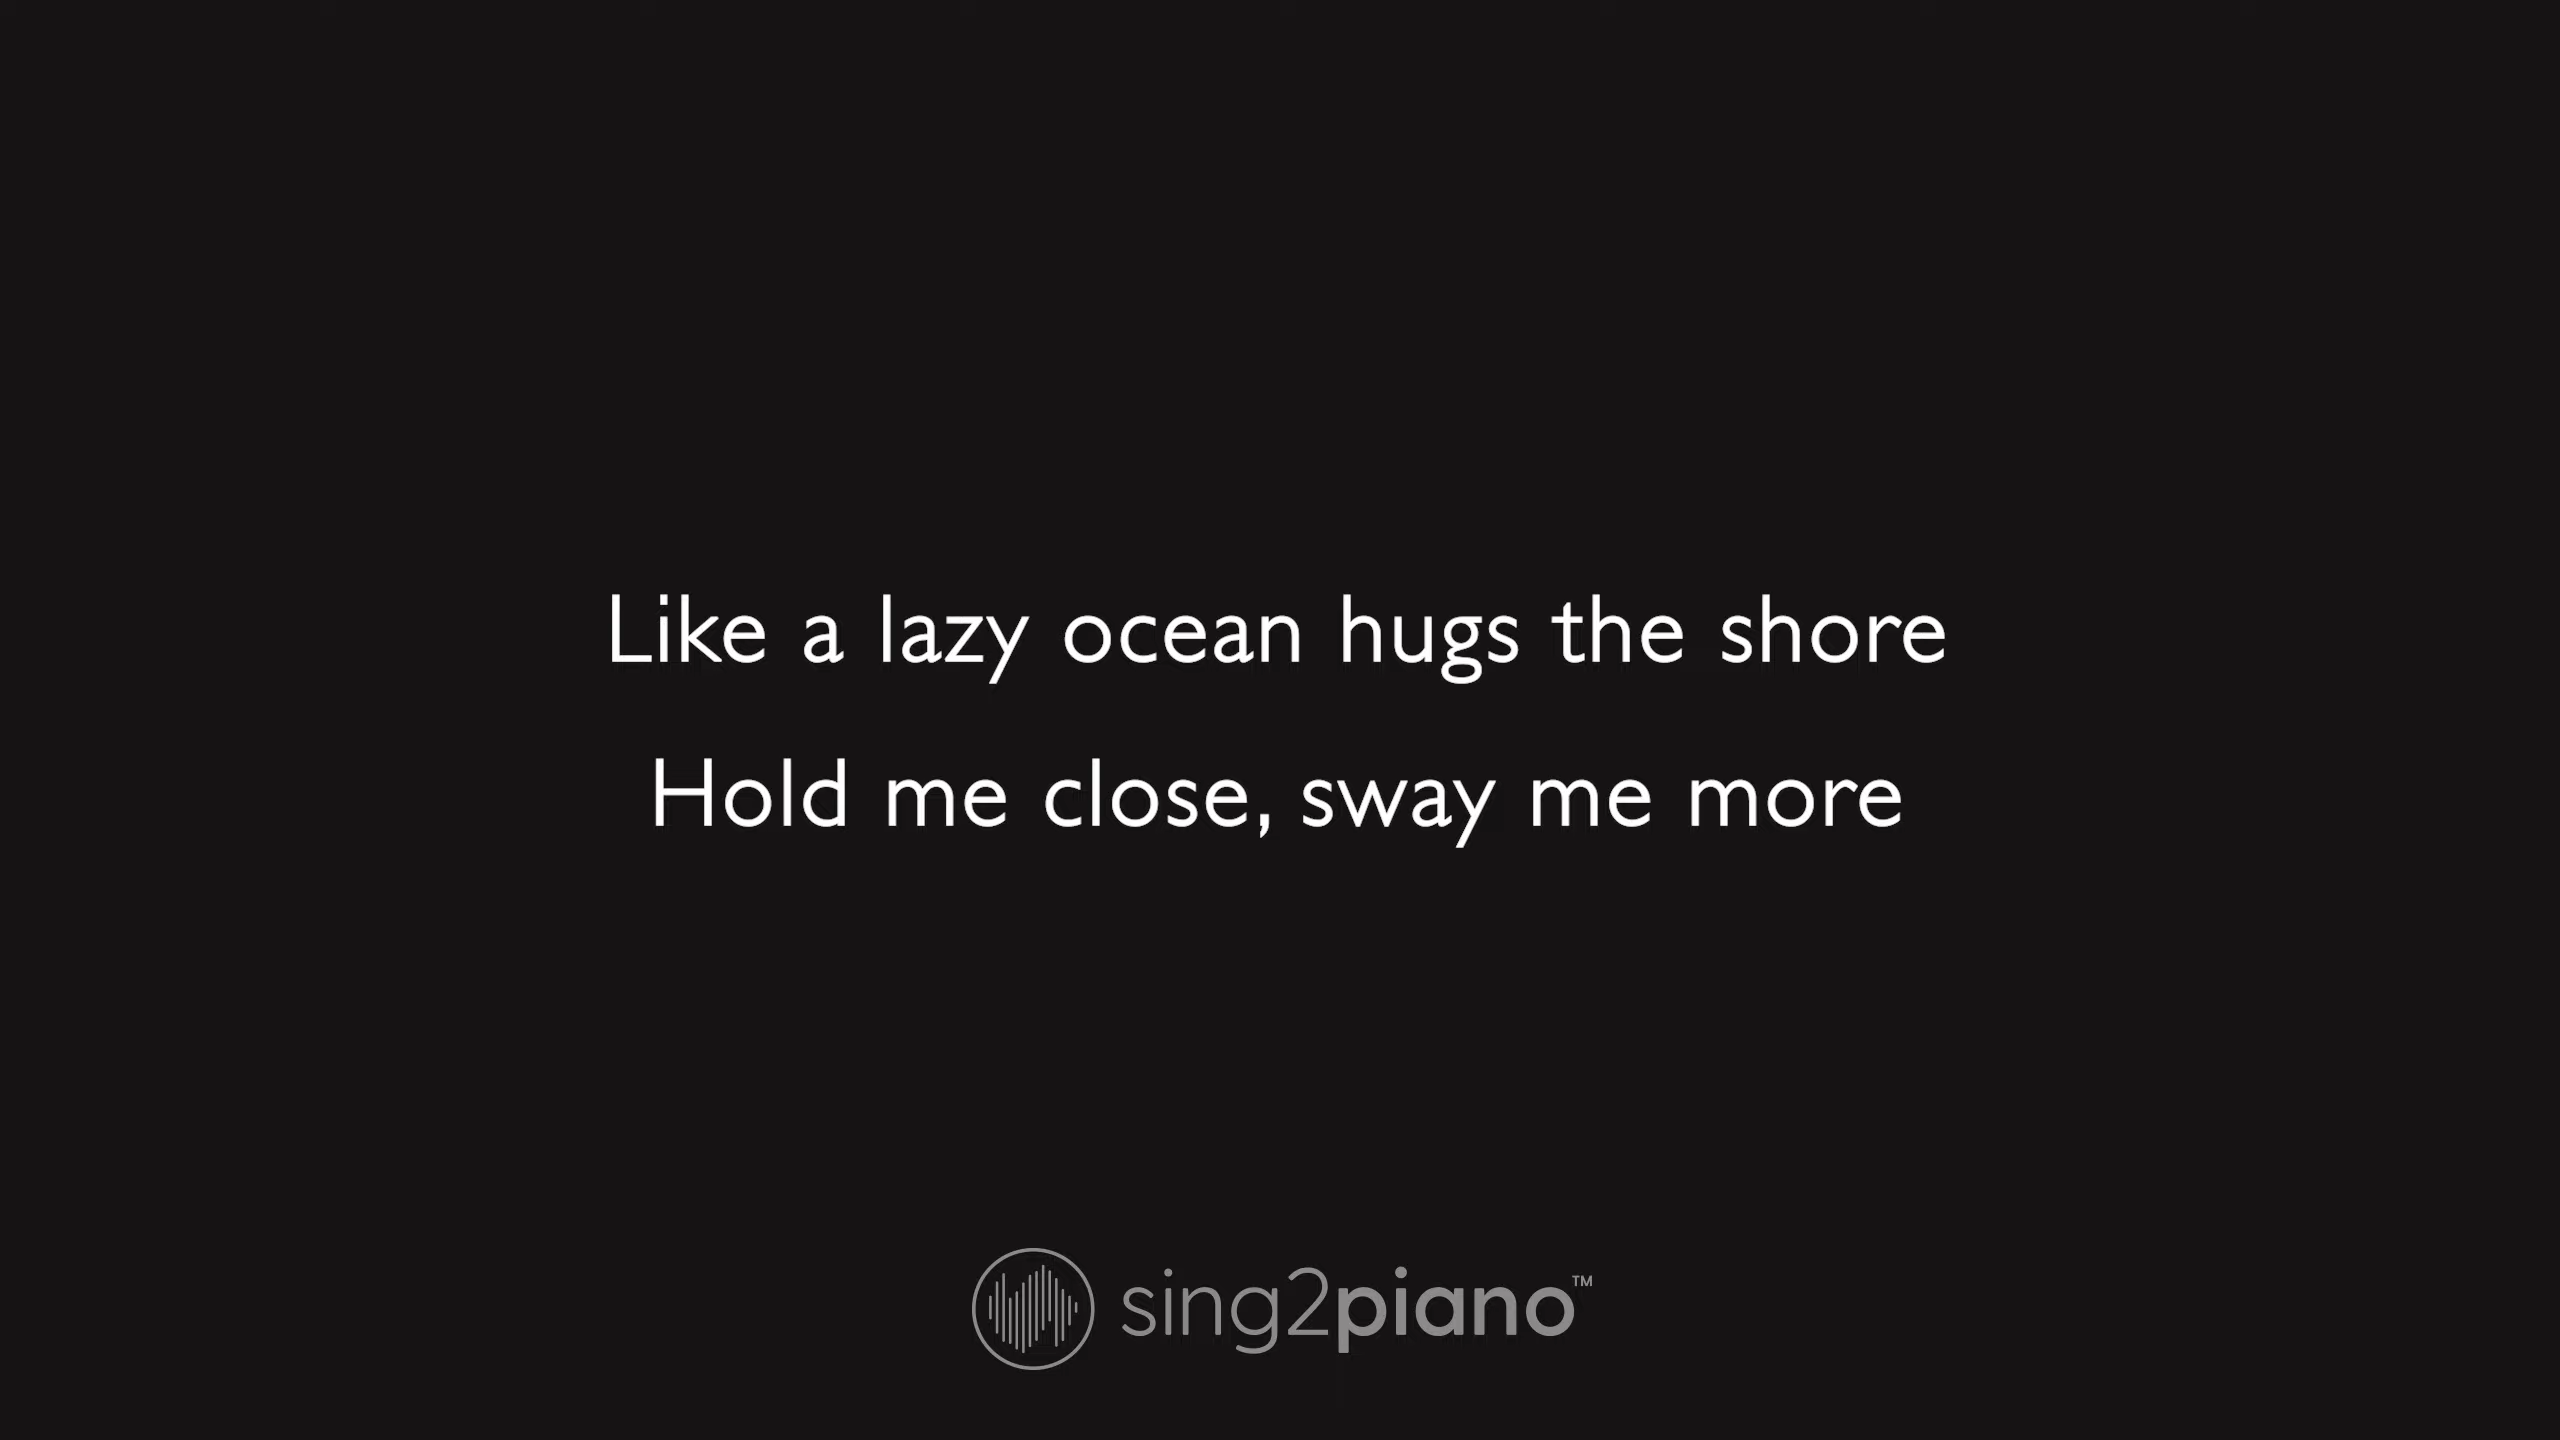 Like a lazy ocean hugs the shore
Hold me close, sway me more
sing2piano™